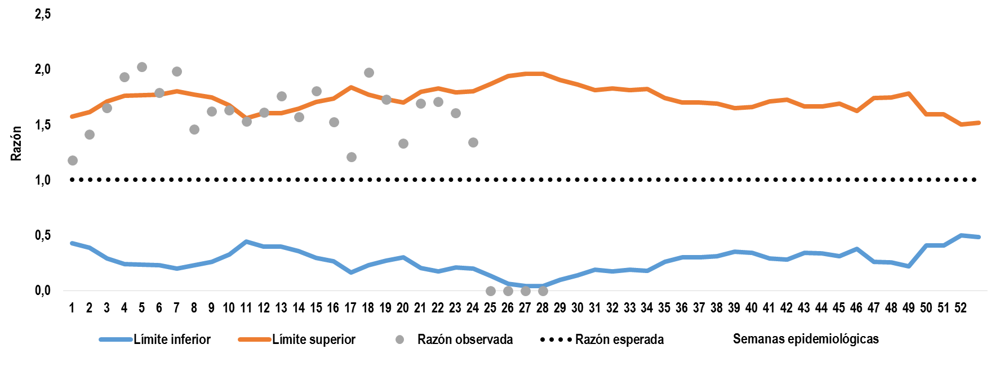 2,5
2,0
1,5
1,0
0,5
0,0
Razón
1 2 3 4 5 6 7 8 9 10 11 12 13 14 15 16 17 18 19 20 21 22 23 24 25 26 27 28 29 30 31 32 33 34 35 36 37 38 39 40 41 42 43 44 45 46 47 48 49 50 51 52
Límite inferior Límite superior Razón observada Razón esperada Semanas epidemiológicas